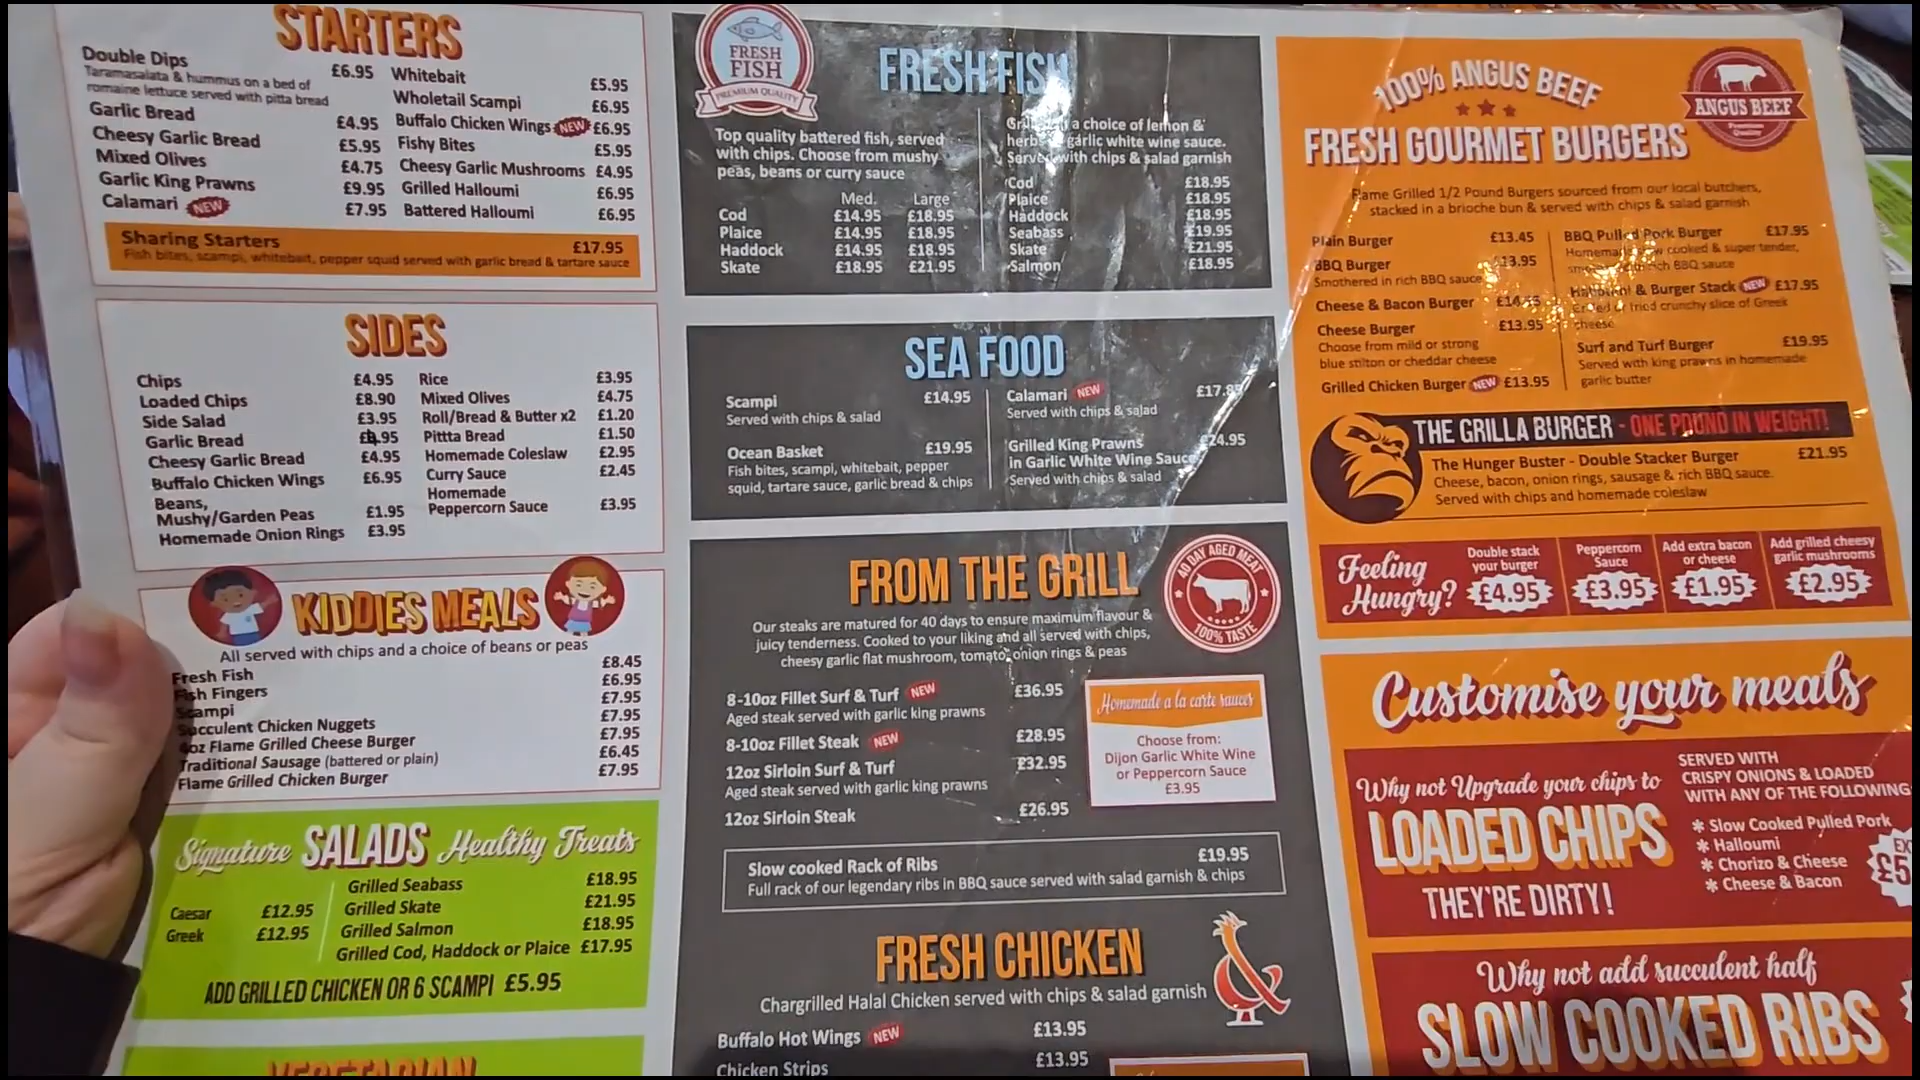 STARTERS
Double Dips £6.95
Taramasalata & hummus on a bed of
romaine lettuce served with pitta bread
Garlic Bread £4.95
Cheesy Garlic Bread £5.95
Mixed Olives £4.75
Garlic King Prawns £9.95
Calamari NEW £7.95
Whitebait £5.95
Wholetail Scampi £6.95
Buffalo Chicken Wings NEW £6.95
Fishy Bites £5.95
Cheesy Garlic Mushrooms £4.95
Grilled Halloumi £6.95
Battered Halloumi £6.95
Sharing Starters £17.95
Fish bites, scampi, whitebait, pepper squid served with garlic bread & tartare sauce
SIDES
Chips £4.95
Loaded Chips £8.90
Side Salad £3.95
Garlic Bread £4.95
Cheesy Garlic Bread £4.95
Buffalo Chicken Wings £6.95
Beans,
Mushy/Garden Peas £1.95
Homemade Onion Rings £3.95
Rice £3.95
Mixed Olives £4.75
Roll/Bread & Butter x2 £1.20
Pittta Bread £1.50
Homemade Coleslaw £2.95
Curry Sauce £2.45
Homemade
Peppercorn Sauce £3.95
KIDDIES MEALS
All served with chips and a choice of beans or peas
Fresh Fish £8.45
Fish Fingers £6.95
Scampi £7.95
Succulent Chicken Nuggets £7.95
4oz Flame Grilled Cheese Burger £7.95
Traditional Sausage (battered or plain) £6.45
Flame Grilled Chicken Burger £7.95
Signature SALADS Healthy Treats
Caesar £12.95
Greek £12.95
Grilled Seabass £18.95
Grilled Skate £21.95
Grilled Salmon £18.95
Grilled Cod, Haddock or Plaice £17.95
ADD GRILLED CHICKEN OR 6 SCAMPI £5.95
VEGETARIAN
FRESH
FISH
PREMIUM QUALITY
FRESH FISH
Top quality battered fish, served
with chips. Choose from mushy
peas, beans or curry sauce
Med. Large
Cod £14.95 £18.95
Plaice £14.95 £18.95
Haddock £14.95 £18.95
Skate £18.95 £21.95
a choice of lemon &
herbs garlic white wine sauce.
Served with chips & salad garnish
Cod £18.95
Plaice £18.95
Haddock £18.95
Seabass £19.95
Skate £21.95
Salmon £18.95
SEA FOOD
Scampi £14.95
Served with chips & salad
Ocean Basket £19.95
Fish bites, scampi, whitebait, pepper
squid, tartare sauce, garlic bread & chips
Calamari NEW
Served with chips & salad
Grilled King Prawns £24.95
in Garlic White Wine Sauce
Served with chips & salad
FROM THE GRILL
40 DAY AGED MEAT
100% TASTE
Our steaks are matured for 40 days to ensure maximum flavour &
juicy tenderness. Cooked to your liking and all served with chips,
cheesy garlic flat mushroom, tomato, onion rings & peas
8-10oz Fillet Surf & Turf NEW £36.95
Aged steak served with garlic king prawns
8-10oz Fillet Steak NEW £28.95
12oz Sirloin Surf & Turf £32.95
Aged steak served with garlic king prawns
12oz Sirloin Steak £26.95
Homemade a la carte sauces
Choose from:
Dijon Garlic White Wine
or Peppercorn Sauce
£3.95
Slow cooked Rack of Ribs £19.95
Full rack of our legendary ribs in BBQ sauce served with salad garnish & chips
FRESH CHICKEN
Chargrilled Halal Chicken served with chips & salad garnish
Buffalo Hot Wings NEW £13.95
Chicken Strips £13.95
100% ANGUS BEEF
ANGUS BEEF
Premium
Quality
FRESH GOURMET BURGERS
Flame Grilled 1/2 Pound Burgers sourced from our local butchers,
stacked in a brioche bun & served with chips & salad garnish
Plain Burger £13.45
BBQ Burger £13.95
Smothered in rich BBQ sauce
Cheese & Bacon Burger
Cheese Burger £13.95
Choose from mild or strong
blue stilton or cheddar cheese
Grilled Chicken Burger NEW £13.95
BBQ Pulled Pork Burger £17.95
Homemade slow cooked & super tender,
rich BBQ sauce
Halloumi & Burger Stack NEW £17.95
Grilled or fried crunchy slice of Greek
cheese
Surf and Turf Burger £19.95
Served with king prawns in homemade
garlic butter
THE GRILLA BURGER - ONE POUND IN WEIGHT!
The Hunger Buster - Double Stacker Burger £21.95
Cheese, bacon, onion rings, sausage & rich BBQ sauce.
Served with chips and homemade coleslaw
Feeling
Hungry?
Double stack
your burger
£4.95
Peppercorn
Sauce
£3.95
Add extra bacon
or cheese
£1.95
Add grilled cheesy
garlic mushrooms
£2.95
Customise your meals
Why not Upgrade your chips to
LOADED CHIPS
THEY'RE DIRTY!
SERVED WITH
CRISPY ONIONS & LOADED
WITH ANY OF THE FOLLOWING
* Slow Cooked Pulled Pork
* Halloumi
* Chorizo & Cheese
* Cheese & Bacon
Why not add succulent half
SLOW COOKED RIBS